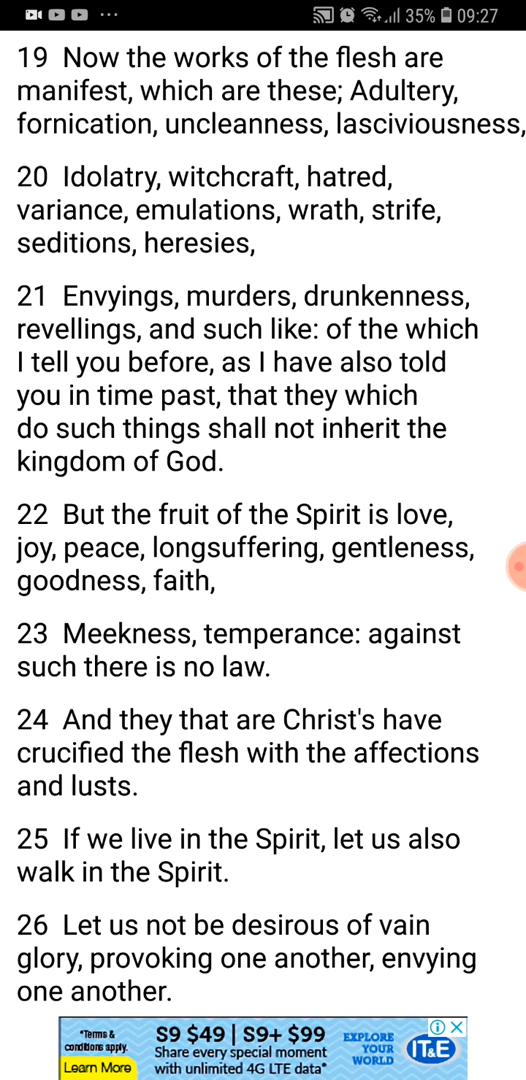 35% 09:27
19 Now the works of the flesh are
manifest, which are these; Adultery,
fornication, uncleanness, lasciviousness,
20 Idolatry, witchcraft, hatred,
variance, emulations, wrath, strife,
seditions, heresies,
21 Envyings, murders, drunkenness,
revellings, and such like: of the which
I tell you before, as I have also told
you in time past, that they which
do such things shall not inherit the
kingdom of God.
22 But the fruit of the Spirit is love,
joy, peace, longsuffering, gentleness,
goodness, faith,
23 Meekness, temperance: against
such there is no law.
24 And they that are Christ's have
crucified the flesh with the affections
and lusts.
25 If we live in the Spirit, let us also
walk in the Spirit.
26 Let us not be desirous of vain
glory, provoking one another, envying
one another.
*Terms &
conditions apply.
Learn More
S9 $49 | S9+ $99
Share every special moment
with unlimited 4G LTE data*
EXPLORE
YOUR
WORLD
IT&E